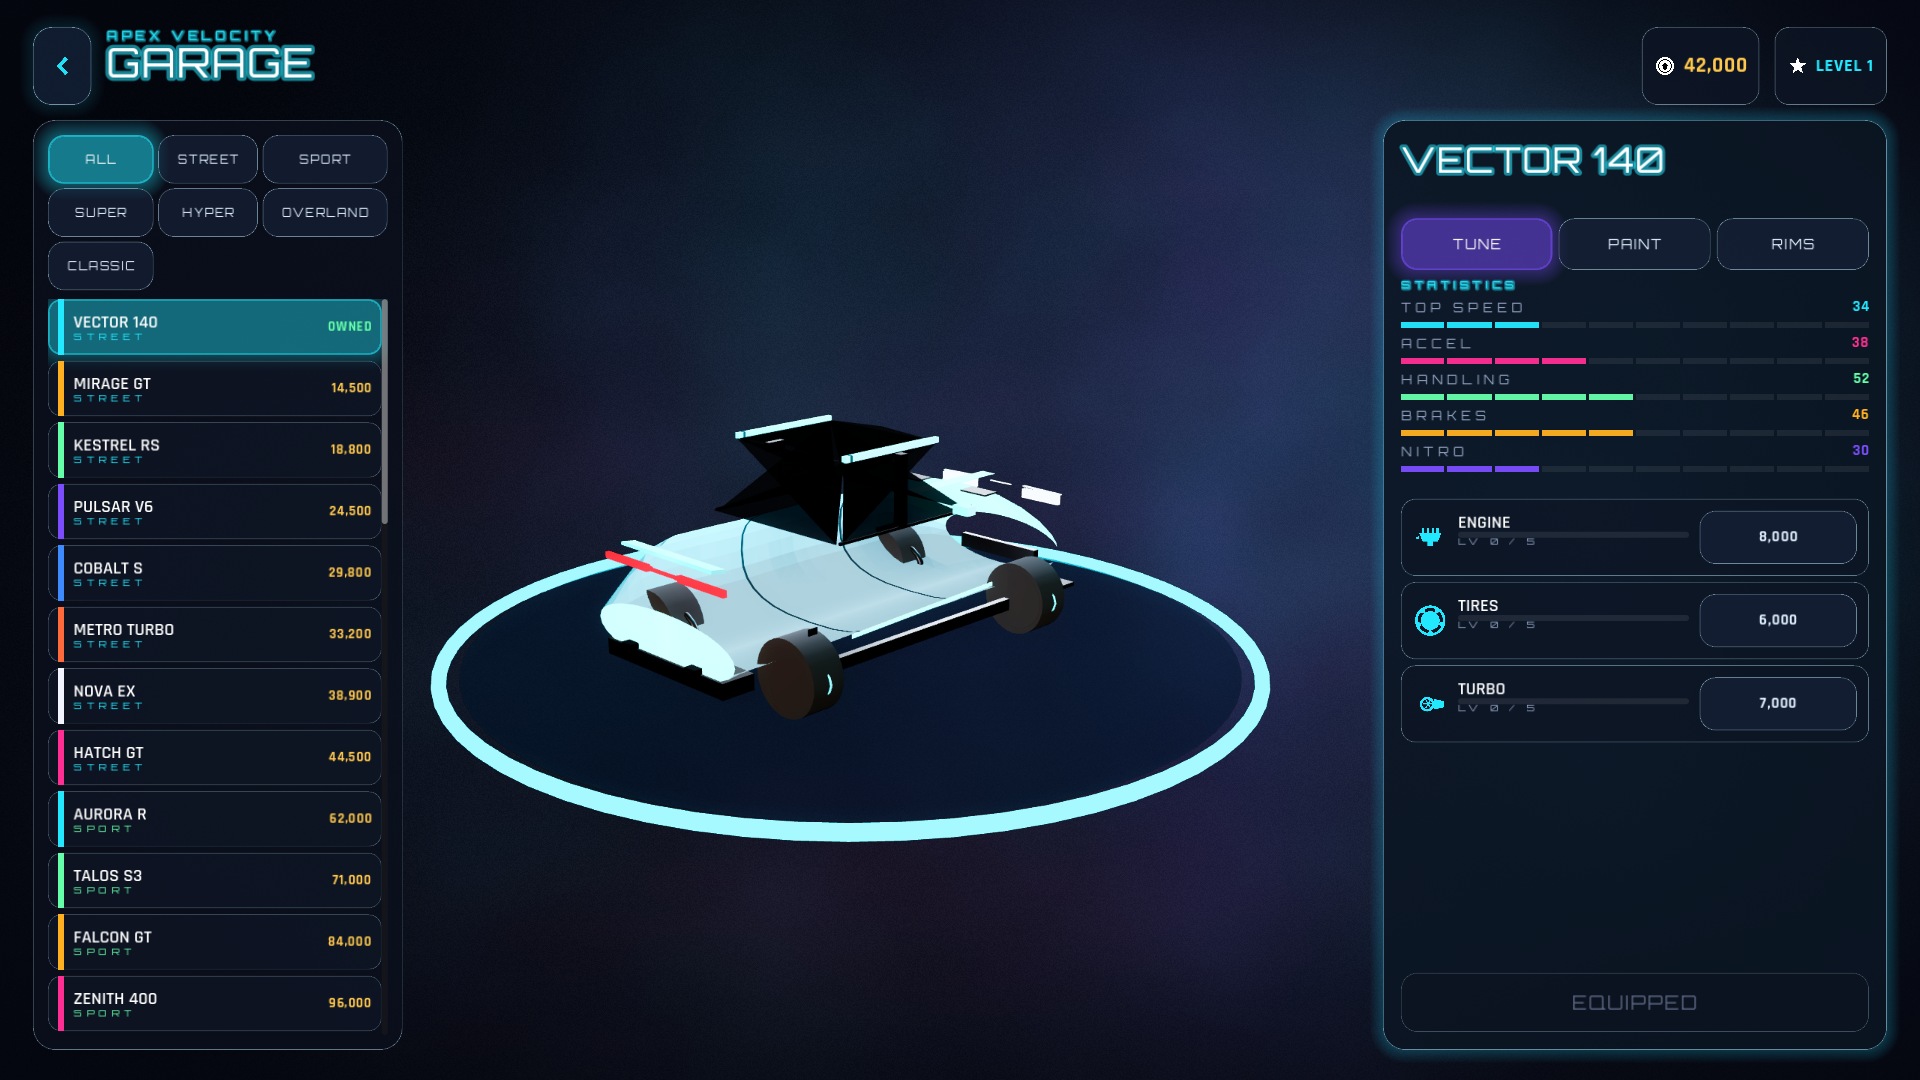 APEX VELOCITY
GARAGE
42,000
LEVEL 1
ALL
STREET
SPORT
SUPER
HYPER
OVERLAND
CLASSIC
VECTOR 140
STREET
OWNED
MIRAGE GT
STREET
14,500
KESTREL RS
STREET
18,800
PULSAR V6
STREET
24,500
COBALT S
STREET
29,800
METRO TURBO
STREET
33,200
NOVA EX
STREET
38,900
HATCH GT
STREET
44,500
AURORA R
SPORT
62,000
TALOS S3
SPORT
71,000
FALCON GT
SPORT
84,000
ZENITH 400
SPORT
96,000
VECTOR 140
TUNE
PAINT
RIMS
STATISTICS
TOP SPEED
34
ACCEL
38
HANDLING
52
BRAKES
46
NITRO
30
ENGINE
LV 0 / 5
8,000
TIRES
LV 0 / 5
6,000
TURBO
LV 0 / 5
7,000
EQUIPPED